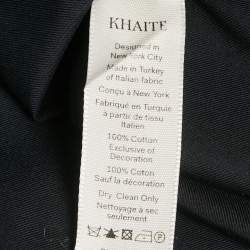 KHAITE
Designed in
New York City
Made in Turkey
of Italian fabric
Conçu à New York
Fabriqué en Turquie
à partir de tissu
Italien
100% Cotton
Exclusive of
Decoration
100% Coton
Sauf la décoration
Dry Clean Only
Nettoyage à sec
seulement